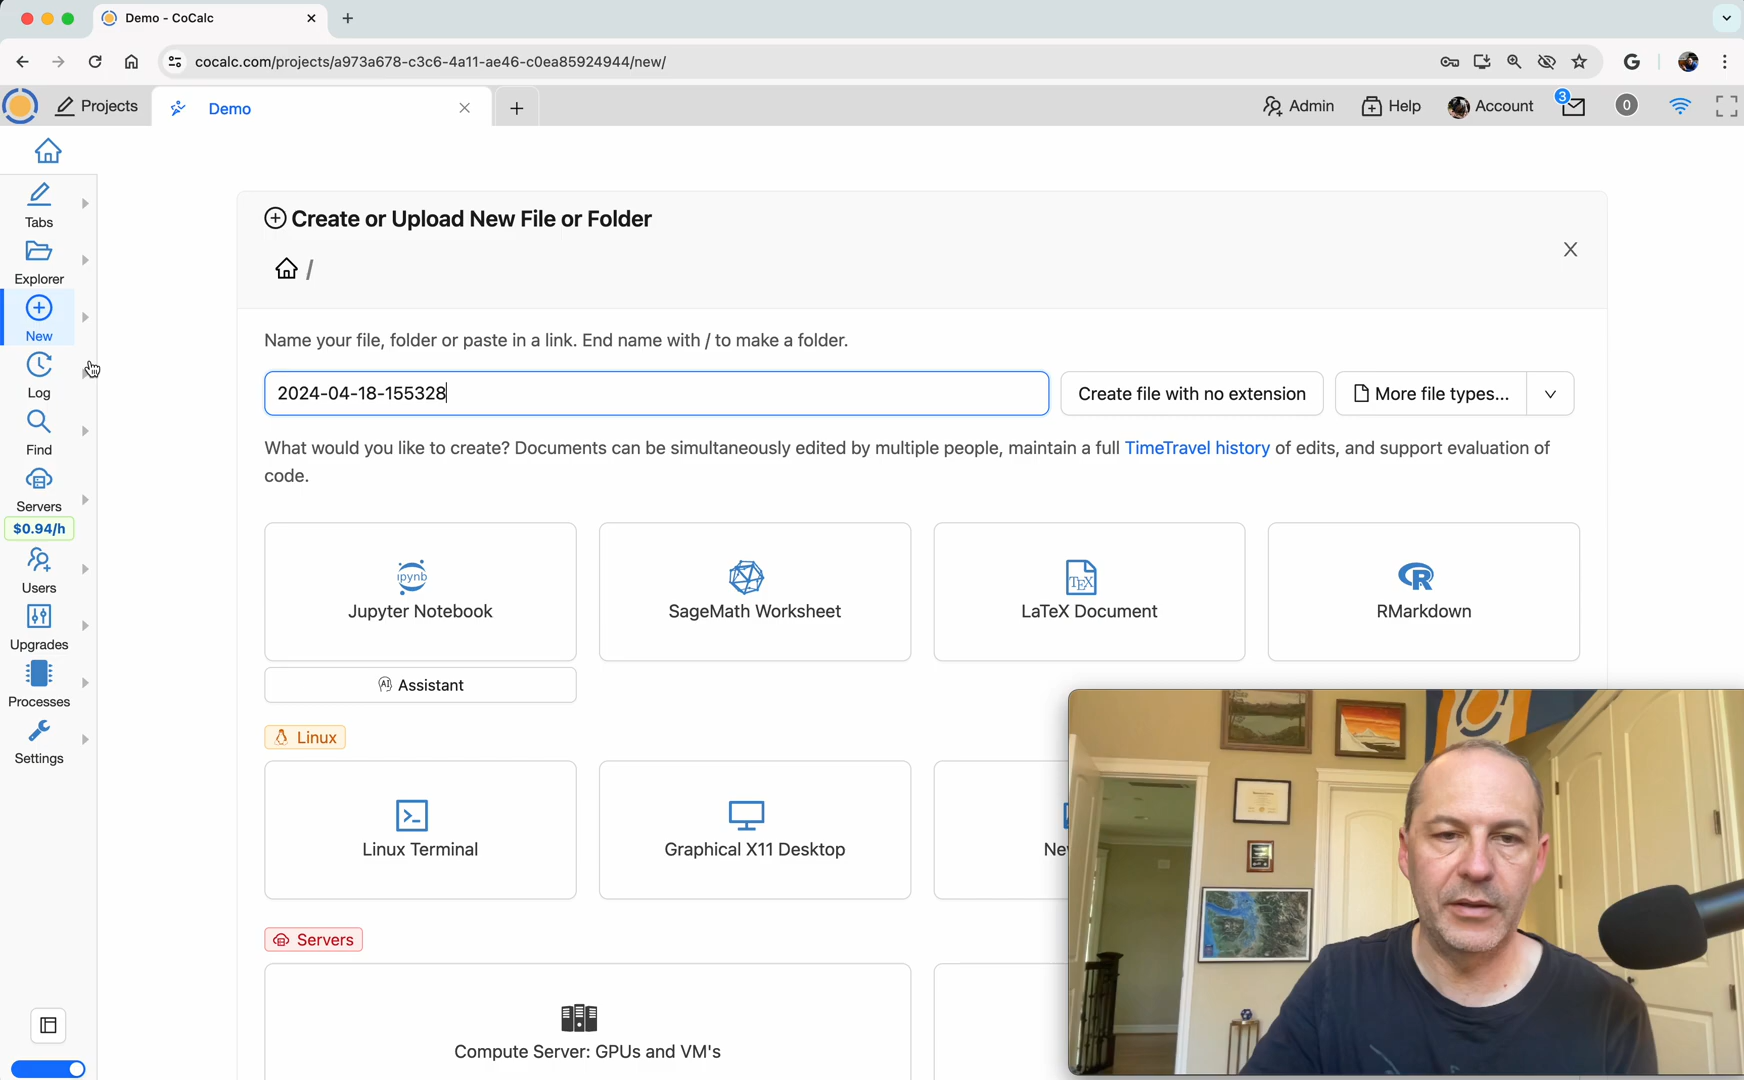 Demo - CoCalc
cocalc.com/projects/a973a678-c3c6-4a11-ae46-c0ea85924944/new/
G
Projects
Demo
Admin
Help
Account
3
0
Tabs
Explorer
New
Log
Find
Servers
$0.94/h
Users
Upgrades
Processes
Settings
Create or Upload New File or Folder
/
Name your file, folder or paste in a link. End name with / to make a folder.
2024-04-18-155328
Create file with no extension
More file types...
What would you like to create? Documents can be simultaneously edited by multiple people, maintain a full TimeTravel history of edits, and support evaluation of
code.
ipynb
Jupyter Notebook
SageMath Worksheet
TEX
LaTeX Document
R
RMarkdown
AI Assistant
Linux
Linux Terminal
Graphical X11 Desktop
Servers
Compute Server: GPUs and VM's